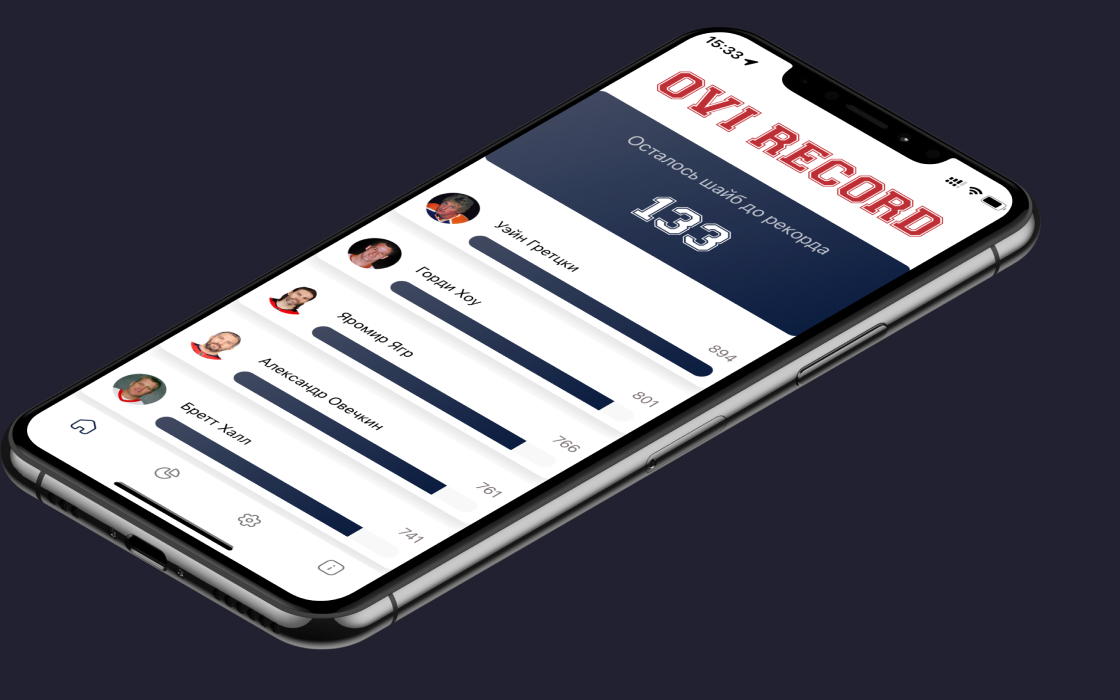 15:33
OVI RECORD
Осталось шайб до рекорда
133
Уэйн Гретцки
894
Горди Хоу
801
Яромир Ягр
766
Александр Овечкин
761
Бретт Халл
741